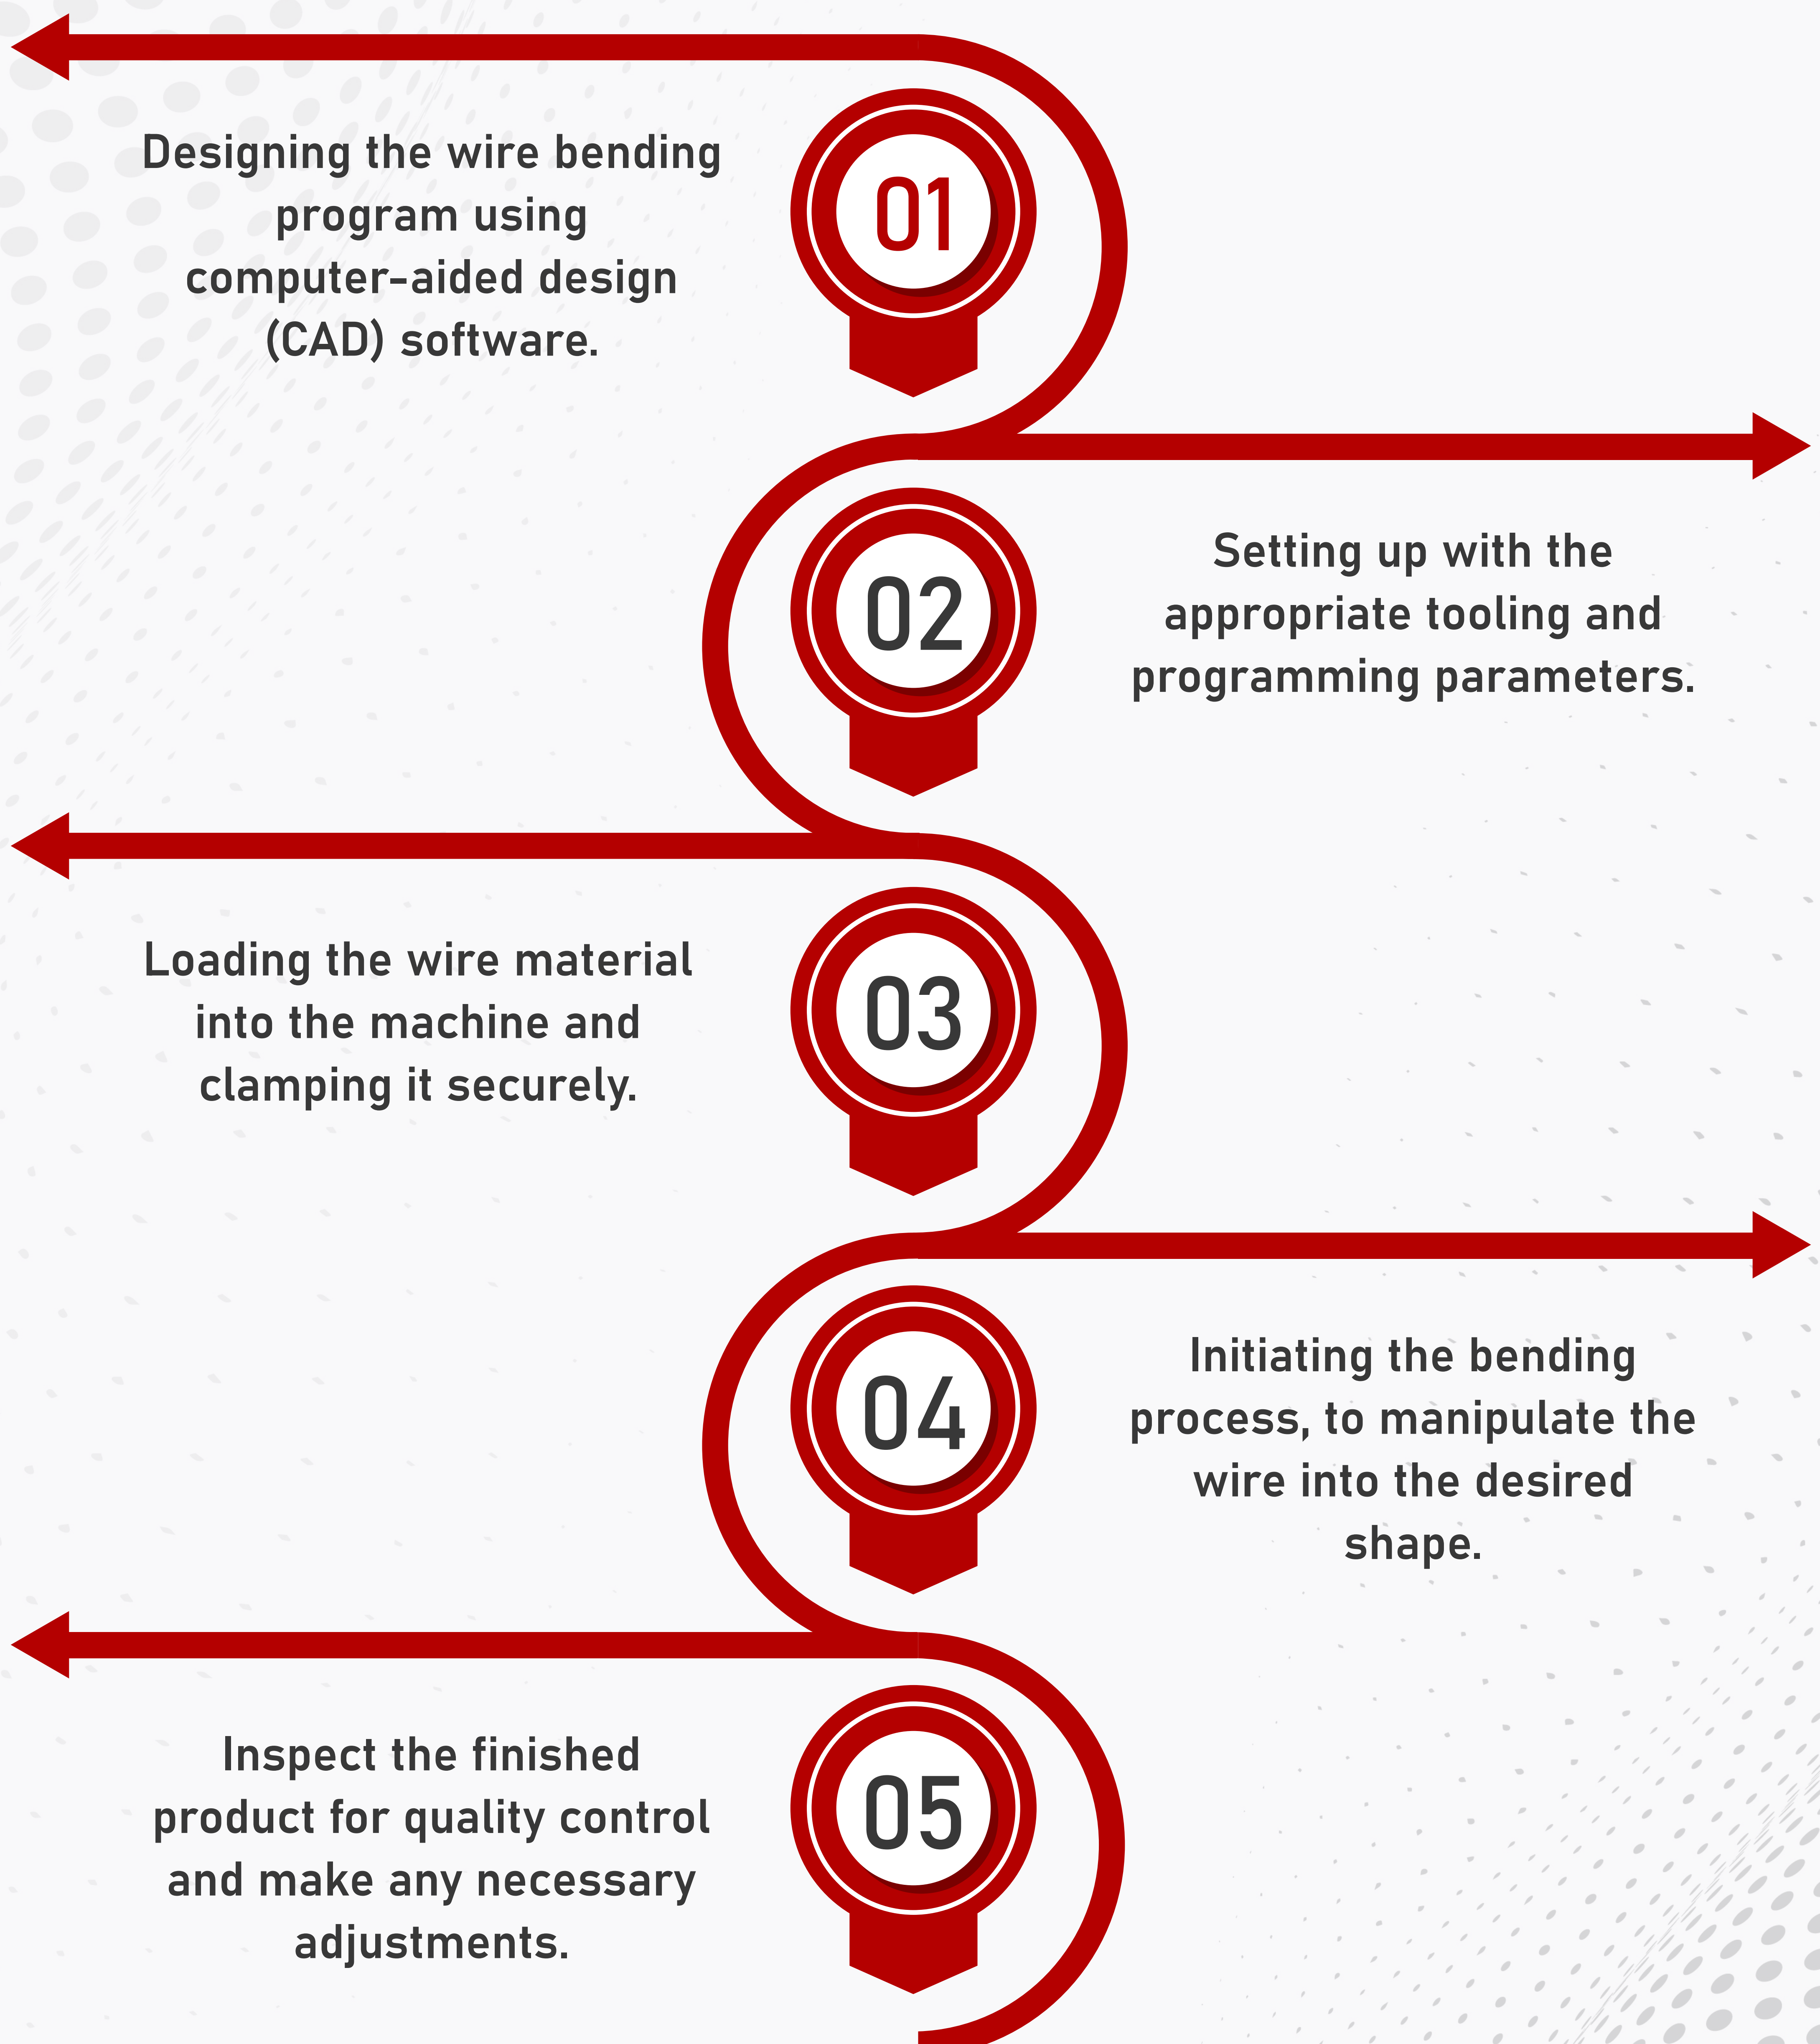 Designing the wire bending
program using
computer-aided design
(CAD) software.
01
02
Setting up with the
appropriate tooling and
programming parameters.
Loading the wire material
into the machine and
clamping it securely.
03
04
Initiating the bending
process, to manipulate the
wire into the desired
shape.
Inspect the finished
product for quality control
and make any necessary
adjustments.
05